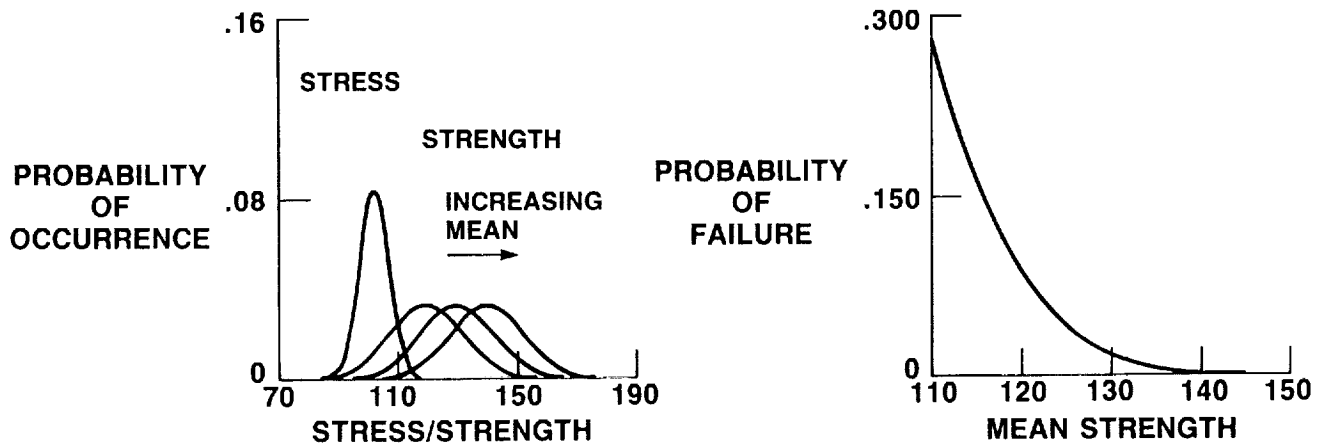 .16
STRESS
STRENGTH
PROBABILITY
OF
OCCURRENCE
.08
INCREASING
MEAN
0
70
110
150
190
STRESS/STRENGTH
.300
PROBABILITY
OF
FAILURE
.150
0
110
120
130
140
150
MEAN STRENGTH